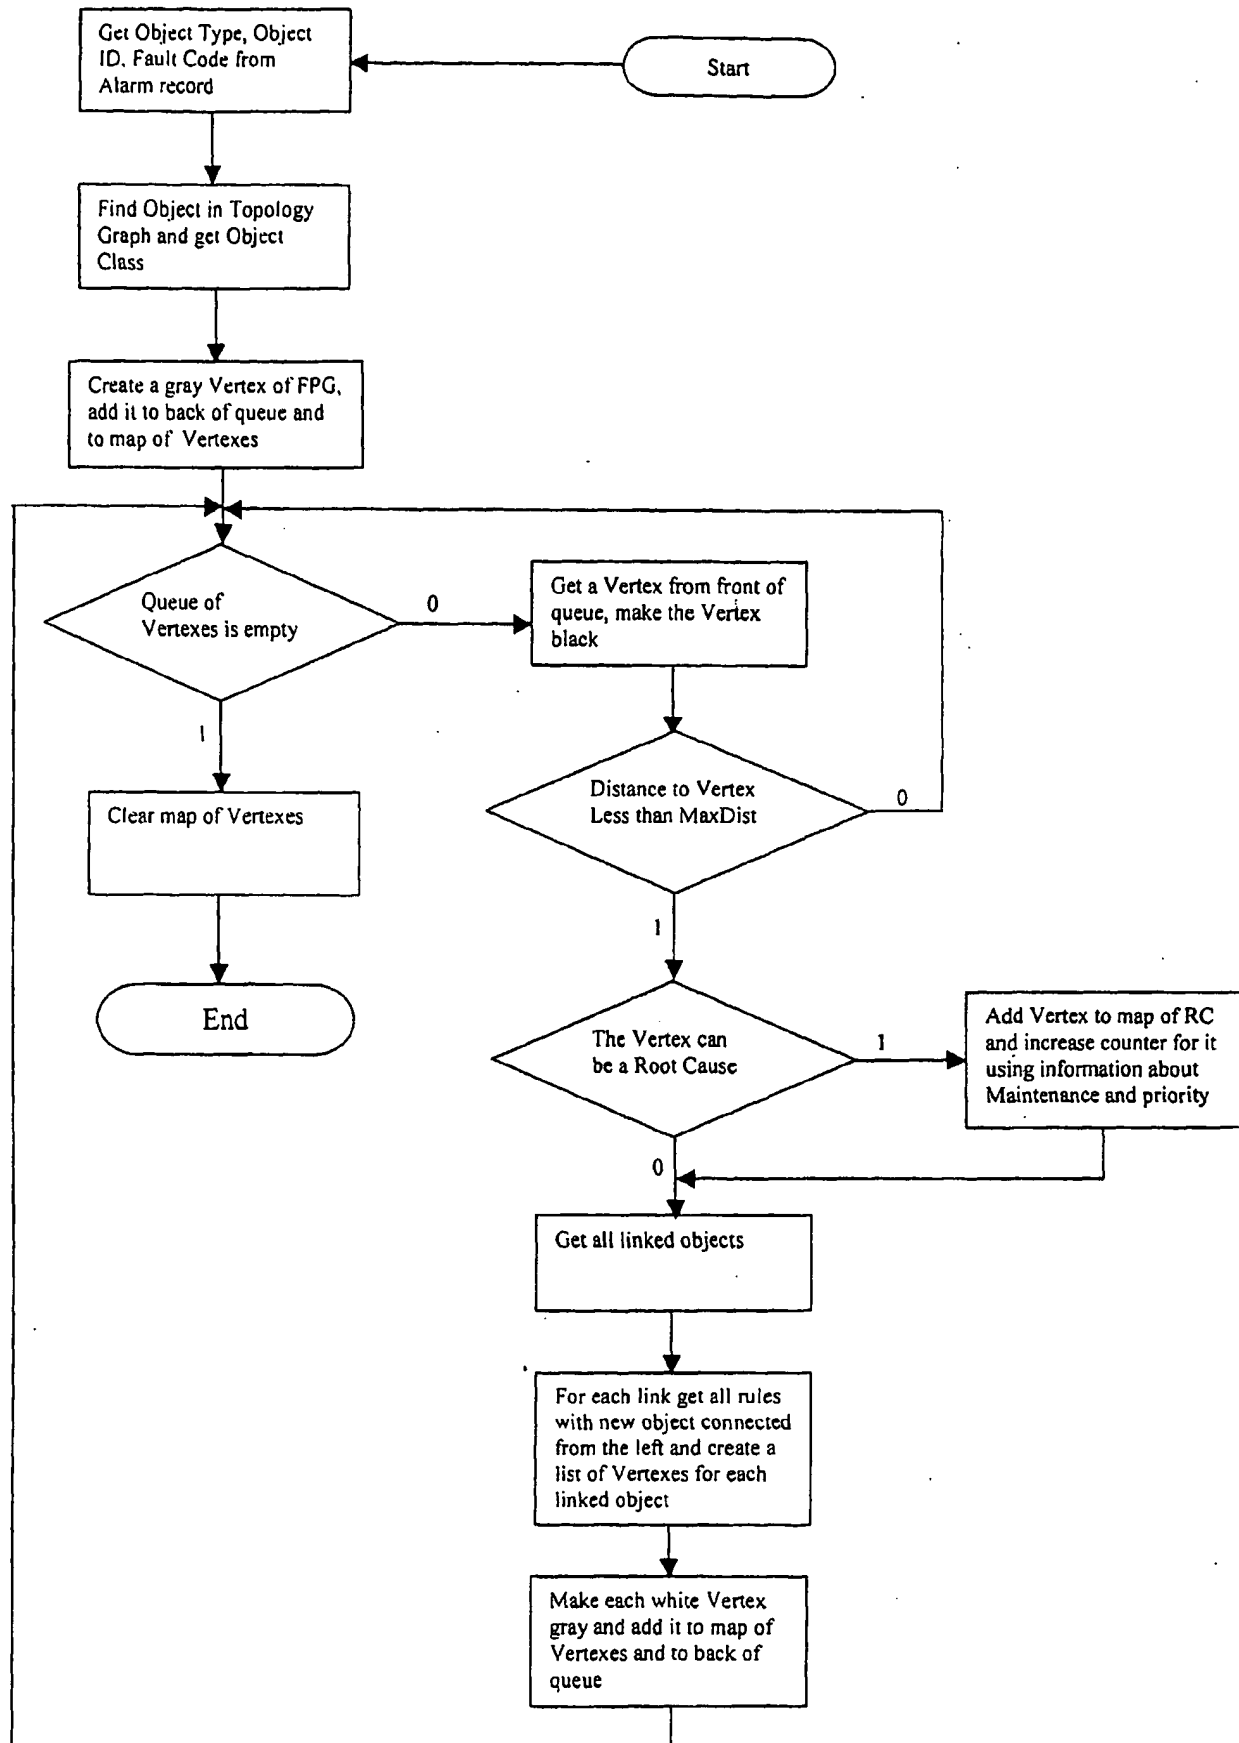 Start
Get Object Type, Object
ID, Fault Code from
Alarm record
Find Object in Topology
Graph and get Object
Class
Create a gray Vertex of FPG,
add it to back of queue and
to map of Vertexes
Queue of
Vertexes is empty
0
Get a Vertex from front of
queue, make the Vertex
black
1
Distance to Vertex
Less than MaxDist
0
Clear map of Vertexes
1
End
The Vertex can
be a Root Cause
1
Add Vertex to map of RC
and increase counter for it
using information about
Maintenance and priority
0
Get all linked objects
For each link get all rules
with new object connected
from the left and create a
list of Vertexes for each
linked object
Make each white Vertex
gray and add it to map of
Vertexes and to back of
queue